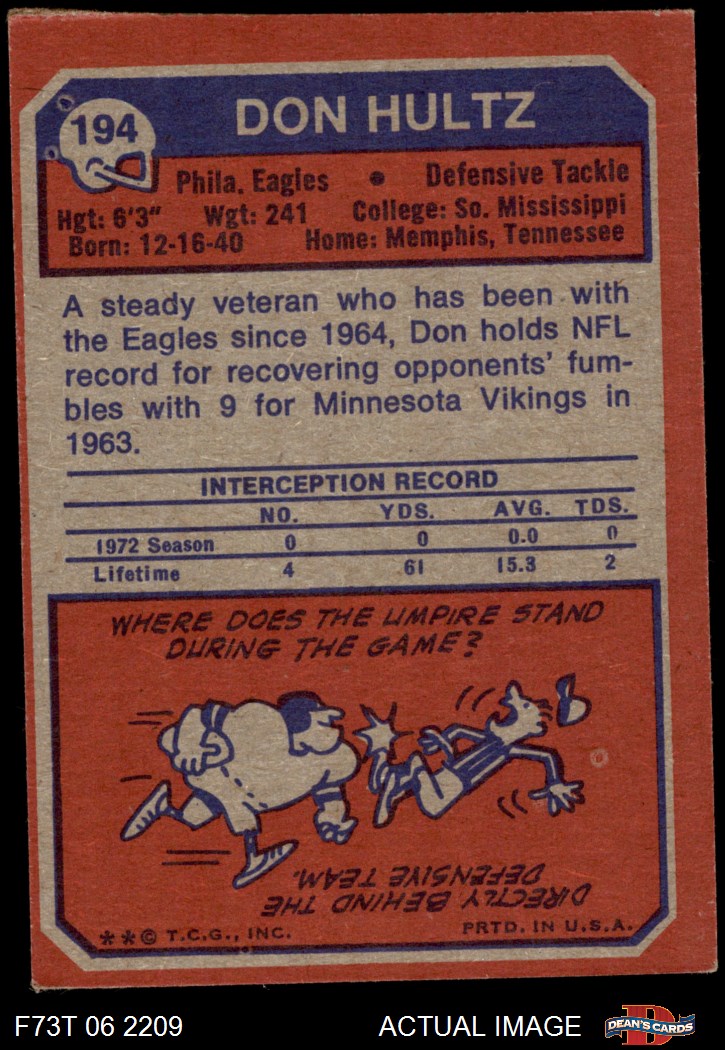 194
DON HULTZ
Phila. Eagles • Defensive Tackle
Hgt: 6'3" Wgt: 241 College: So. Mississippi
Born: 12-16-40 Home: Memphis, Tennessee
A steady veteran who has been with
the Eagles since 1964, Don holds NFL
record for recovering opponents' fum-
bles with 9 for Minnesota Vikings in
1963.
INTERCEPTION RECORD
NO. YDS. AVG. TDS.
1972 Season 0 0 0.0 0
Lifetime 4 61 15.3 2
WHERE DOES THE UMPIRE STAND
DURING THE GAME?
DIRECTLY BEHIND THE
DEFENSIVE TEAM.
**© T.C.G., INC. PRTD. IN U.S.A.
F73T 06 2209 ACTUAL IMAGE
D
DEAN'S CARDS